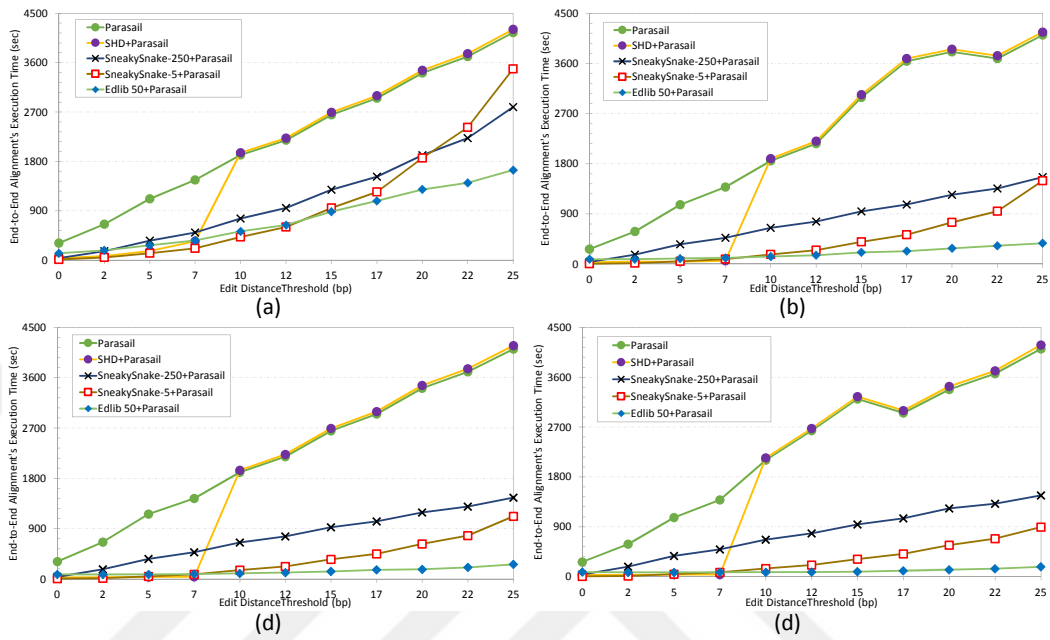 4500
3600
2700
1800
900
0
End-to-End Alignment's Execution Time (sec)
Parasail
SHD+Parasail
SneakySnake-250+Parasail
SneakySnake-5+Parasail
Edlib 50+Parasail
0 2 5 7 10 12 15 17 20 22 25
Edit DistanceThreshold (bp)
(a)
4500
3600
2700
1800
900
0
End-to-End Alignment's Execution Time (sec)
Parasail
SHD+Parasail
SneakySnake-250+Parasail
SneakySnake-5+Parasail
Edlib 50+Parasail
0 2 5 7 10 12 15 17 20 22 25
Edit DistanceThreshold (bp)
(b)
4500
3600
2700
1800
900
0
End-to-End Alignment's Execution Time (sec)
Parasail
SHD+Parasail
SneakySnake-250+Parasail
SneakySnake-5+Parasail
Edlib 50+Parasail
0 2 5 7 10 12 15 17 20 22 25
Edit DistanceThreshold (bp)
(d)
4500
3600
2700
1800
900
0
End-to-End Alignment's Execution Time (sec)
Parasail
SHD+Parasail
SneakySnake-250+Parasail
SneakySnake-5+Parasail
Edlib 50+Parasail
0 2 5 7 10 12 15 17 20 22 25
Edit DistanceThreshold (bp)
(d)